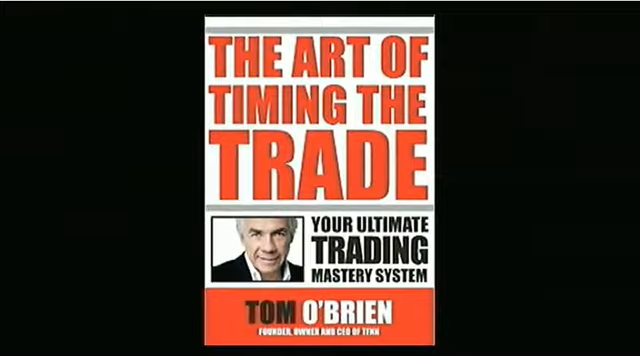 THE ART OF
TIMING THE
TRADE
YOUR ULTIMATE
TRADING
MASTERY SYSTEM
TOM O'BRIEN
FOUNDER, OWNER AND CEO OF TFNN